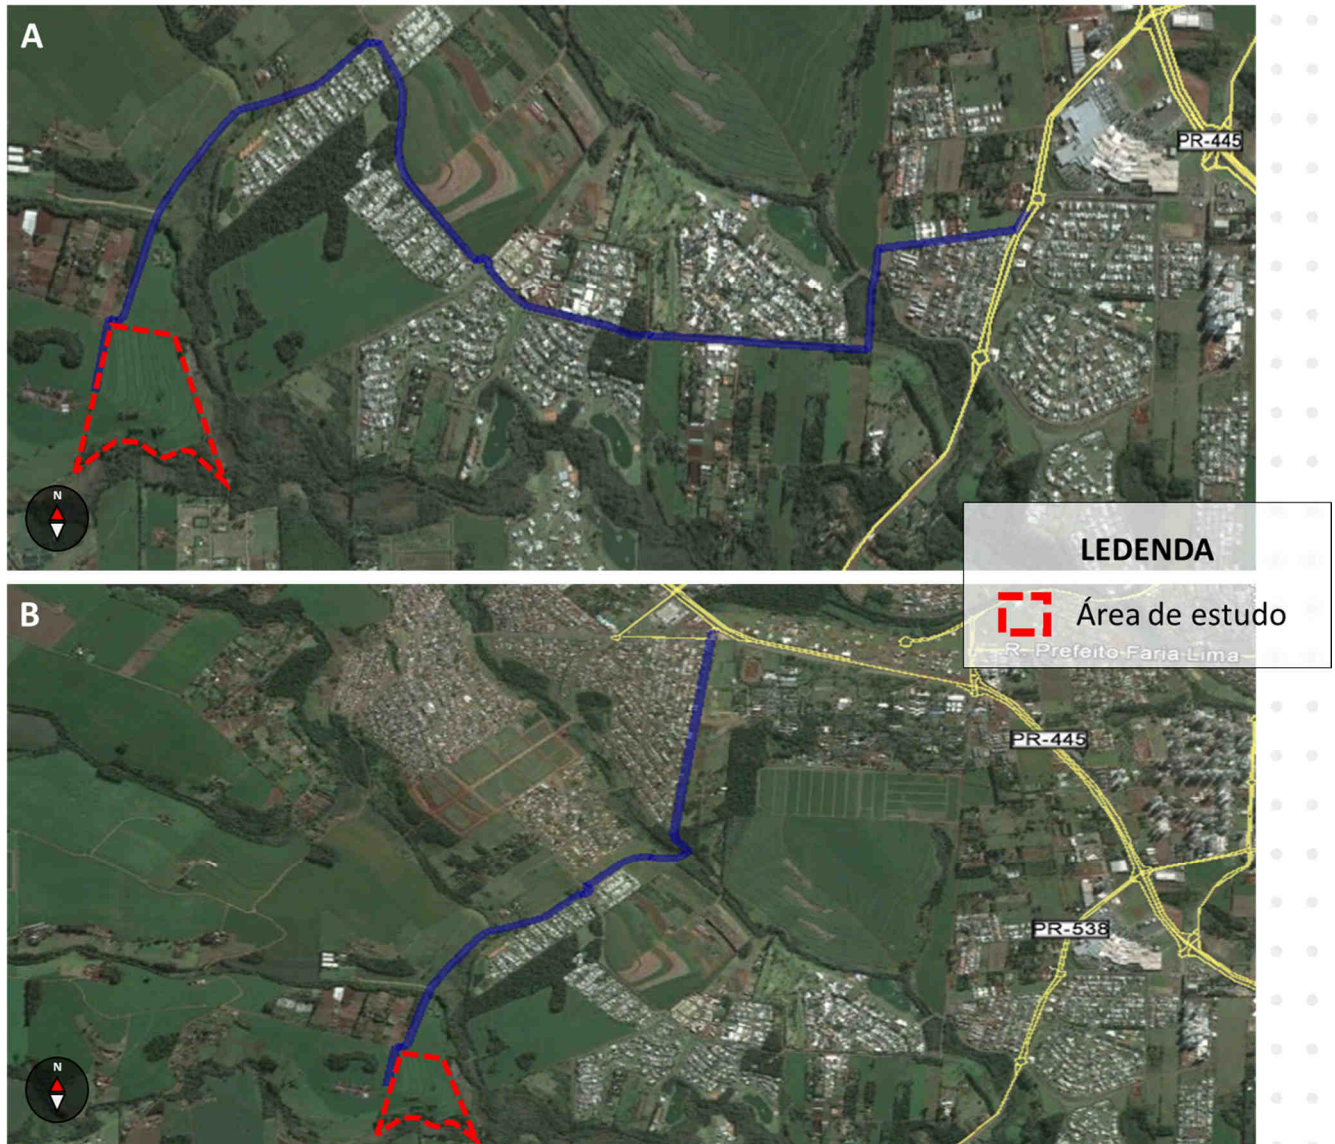 A
PR-445
N
LEDENDA
Área de estudo
R. Prefeito Faria Lima
B
PR-445
PR-538
N